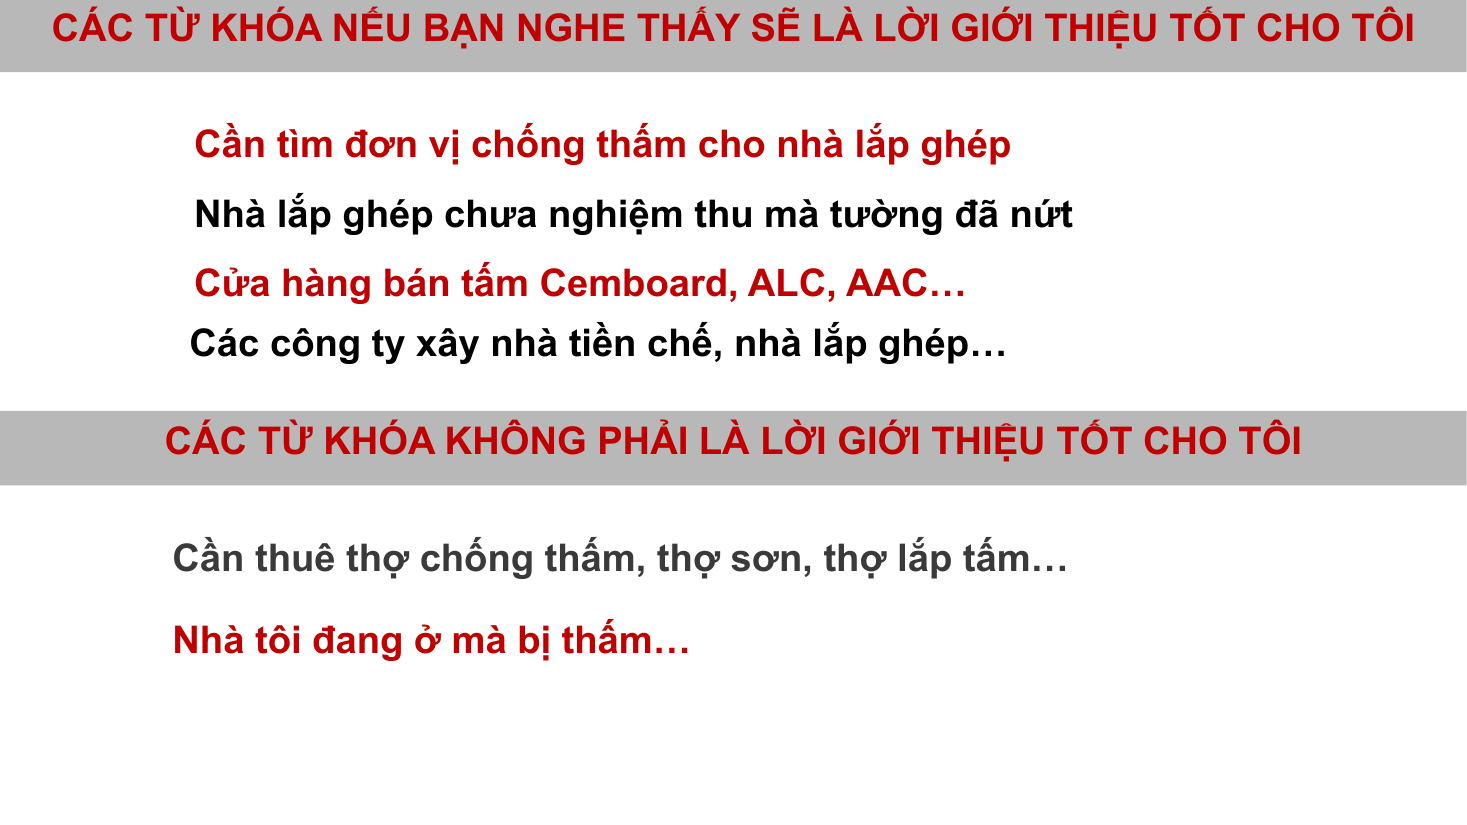 CÁC TỪ KHÓA NẾU BẠN NGHE THẤY SẼ LÀ LỜI GIỚI THIỆU TỐT CHO TÔI
Cần tìm đơn vị chống thấm cho nhà lắp ghép
Nhà lắp ghép chưa nghiệm thu mà tường đã nứt
Cửa hàng bán tấm Cemboard, ALC, AAC…
Các công ty xây nhà tiền chế, nhà lắp ghép…
CÁC TỪ KHÓA KHÔNG PHẢI LÀ LỜI GIỚI THIỆU TỐT CHO TÔI
Cần thuê thợ chống thấm, thợ sơn, thợ lắp tấm…
Nhà tôi đang ở mà bị thấm…